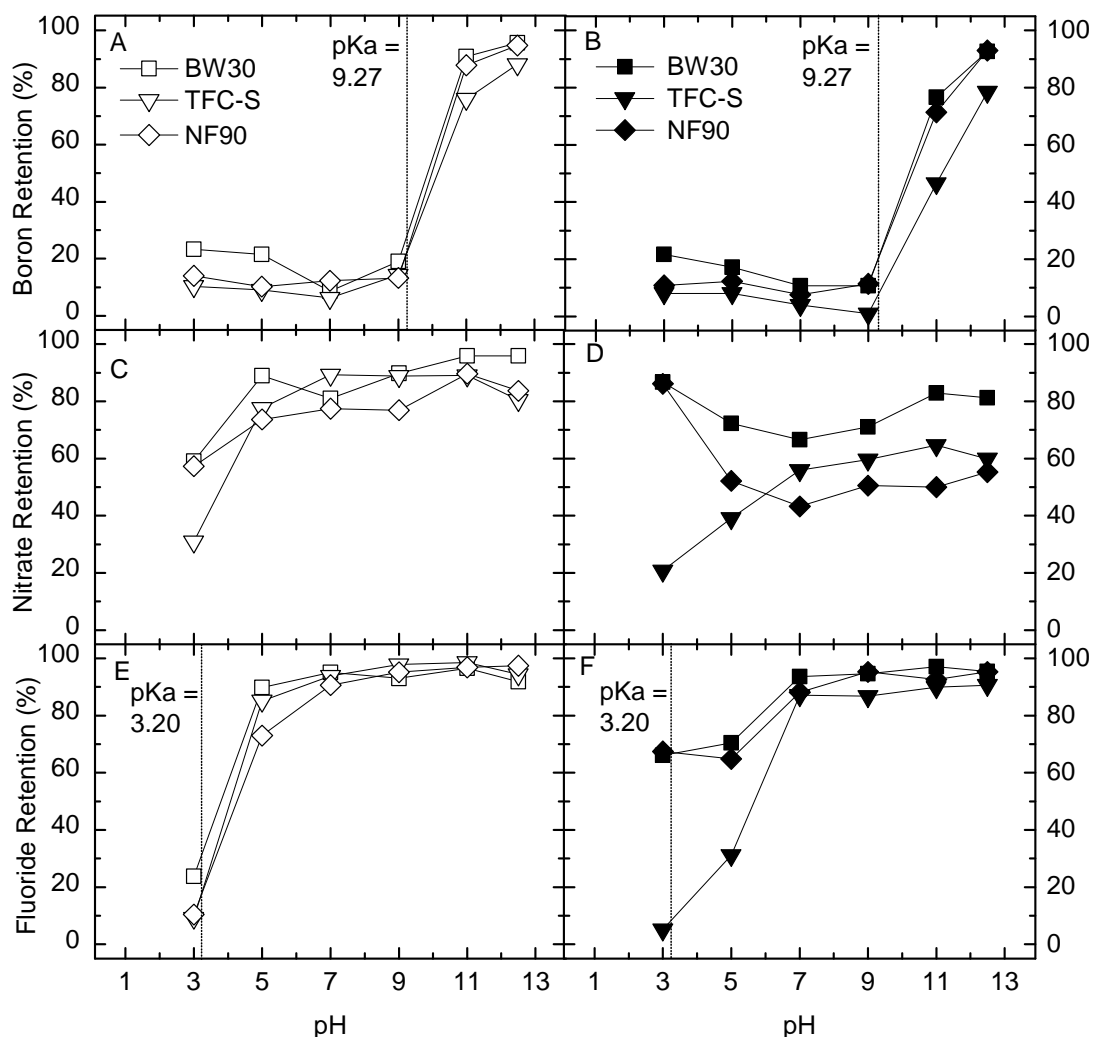 A
pKa =
9.27
BW30
TFC-S
NF90
B
pKa =
9.27
BW30
TFC-S
NF90
Boron Retention (%)
100
80
60
40
20
0
100
80
60
40
20
0
C
D
Nitrate Retention (%)
100
80
60
40
20
0
100
80
60
40
20
0
E
pKa =
3.20
F
pKa =
3.20
Fluoride Retention (%)
100
80
60
40
20
0
100
80
60
40
20
0
1 3 5 7 9 11 13
1 3 5 7 9 11 13
pH
pH